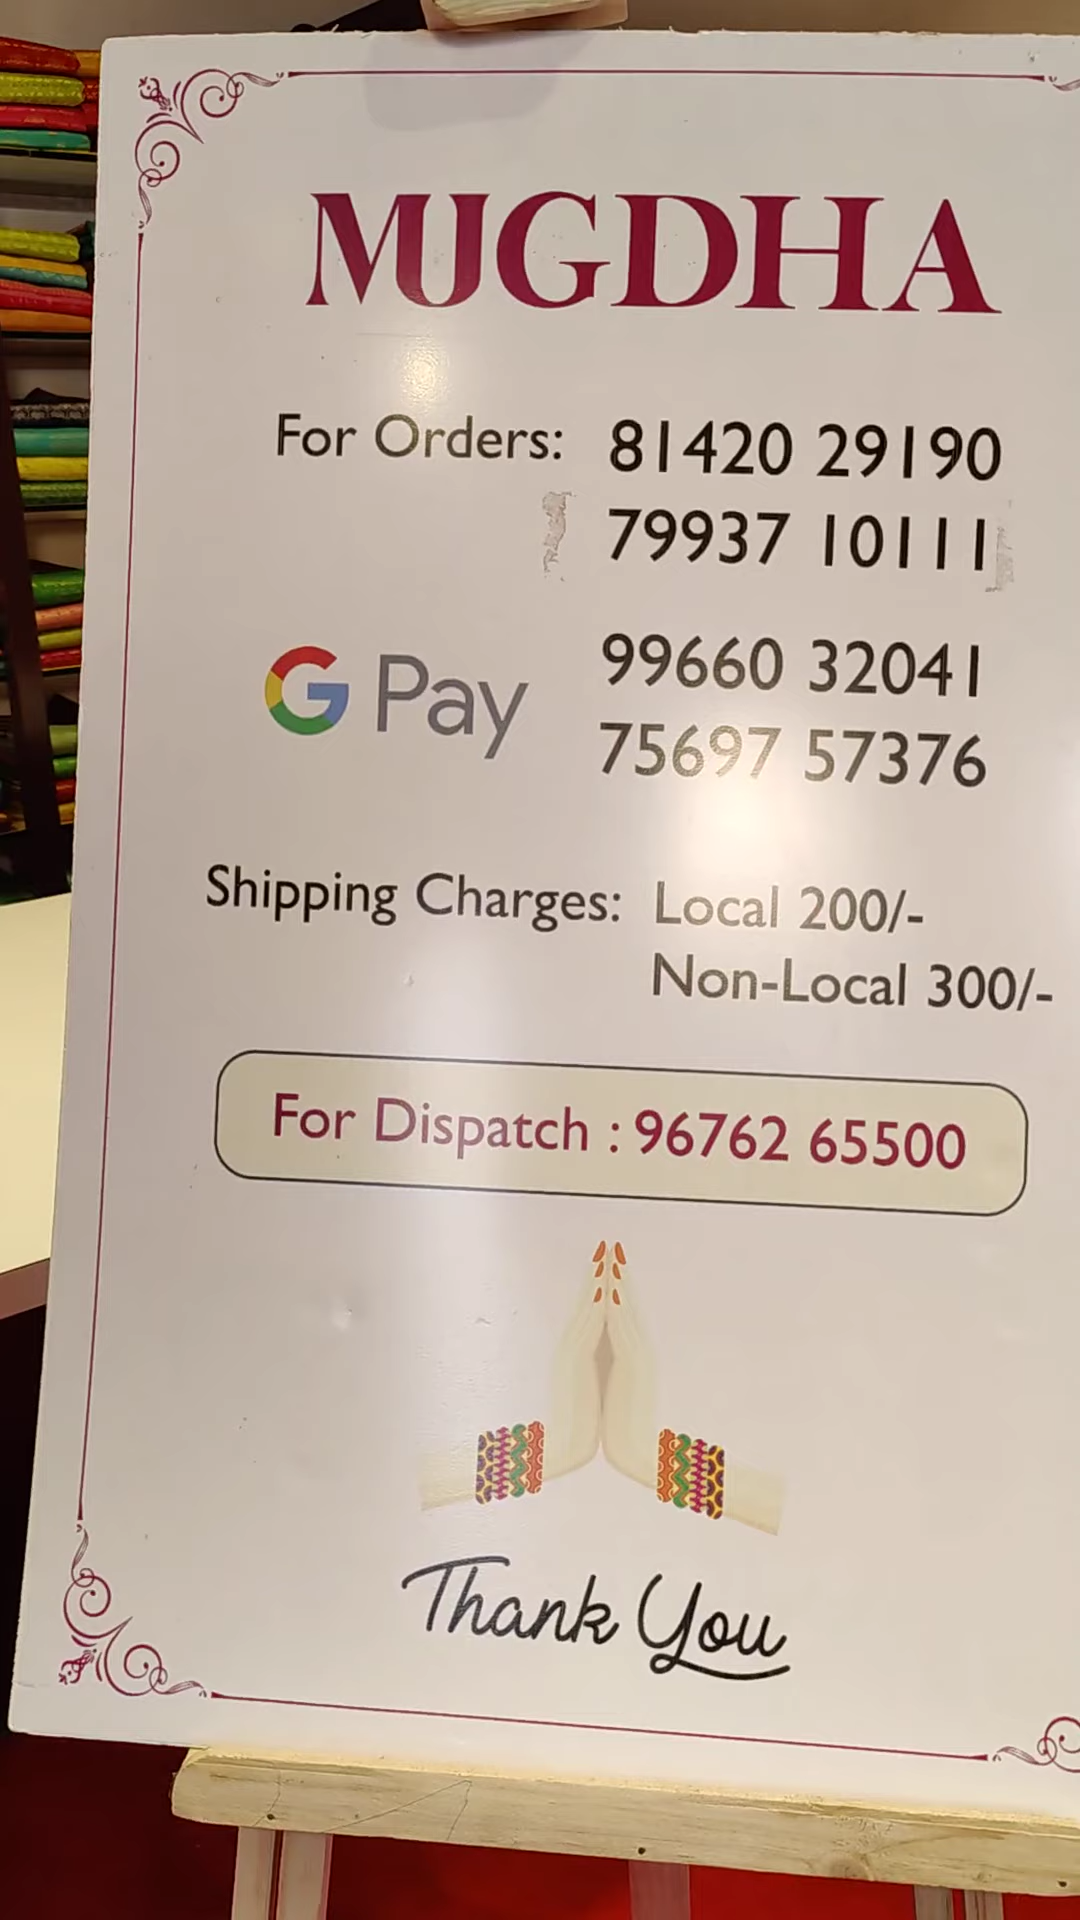 MUGDHA
For Orders: 81420 29190
79937 10111
G Pay 99660 32041
75697 57376
Shipping Charges: Local 200/-
Non-Local 300/-
For Dispatch : 96762 65500
Thank You